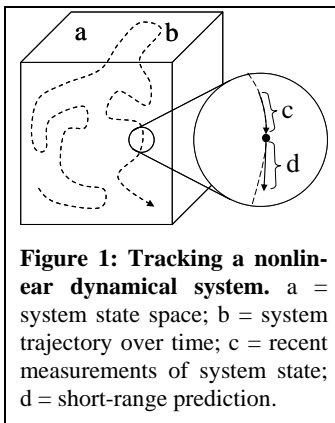 a
b
c
d
Figure 1: Tracking a nonlin-
ear dynamical system. a =
system state space; b = system
trajectory over time; c = recent
measurements of system state;
d = short-range prediction.